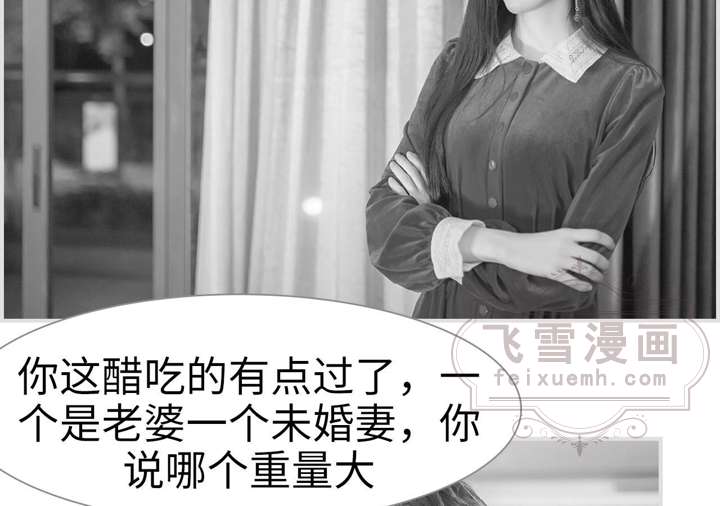 飞雪漫画
feixuemh.com
你这醋吃的有点过了，一
个是老婆一个未婚妻，你
说哪个重量大